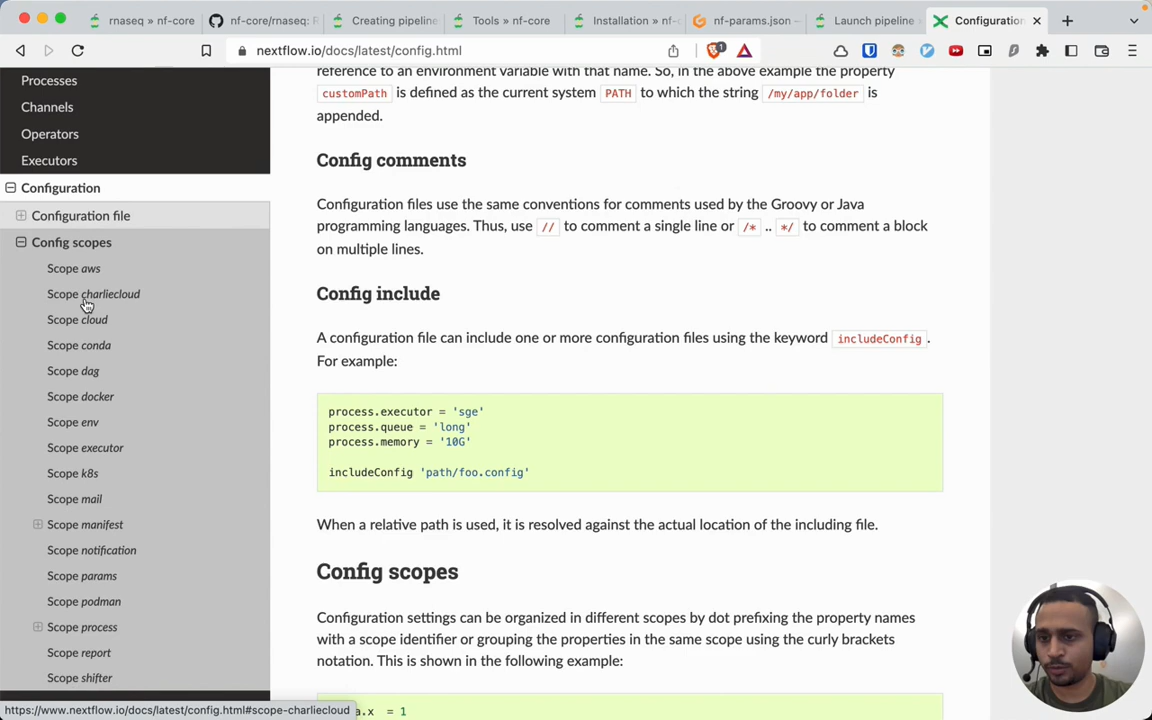 rnaseq » nf-core
nf-core/rnaseq: R
Creating pipeline
Tools » nf-core
Installation » nf-
nf-params.json —
Launch pipeline
Configuration
nextflow.io/docs/latest/config.html
1
Processes
Channels
Operators
Executors
Configuration
Configuration file
Config scopes
Scope aws
Scope charliecloud
Scope cloud
Scope conda
Scope dag
Scope docker
Scope env
Scope executor
Scope k8s
Scope mail
Scope manifest
Scope notification
Scope params
Scope podman
Scope process
Scope report
Scope shifter
https://www.nextflow.io/docs/latest/config.html#scope-charliecloud
reference to an environment variable with that name. So, in the above example the property
customPath is defined as the current system PATH to which the string /my/app/folder is
appended.
Config comments
Configuration files use the same conventions for comments used by the Groovy or Java
programming languages. Thus, use // to comment a single line or /* .. */ to comment a block
on multiple lines.
Config include
A configuration file can include one or more configuration files using the keyword includeConfig .
For example:
process.executor = 'sge'
process.queue = 'long'
process.memory = '10G'
includeConfig 'path/foo.config'
When a relative path is used, it is resolved against the actual location of the including file.
Config scopes
Configuration settings can be organized in different scopes by dot prefixing the property names
with a scope identifier or grouping the properties in the same scope using the curly brackets
notation. This is shown in the following example:
a.x = 1